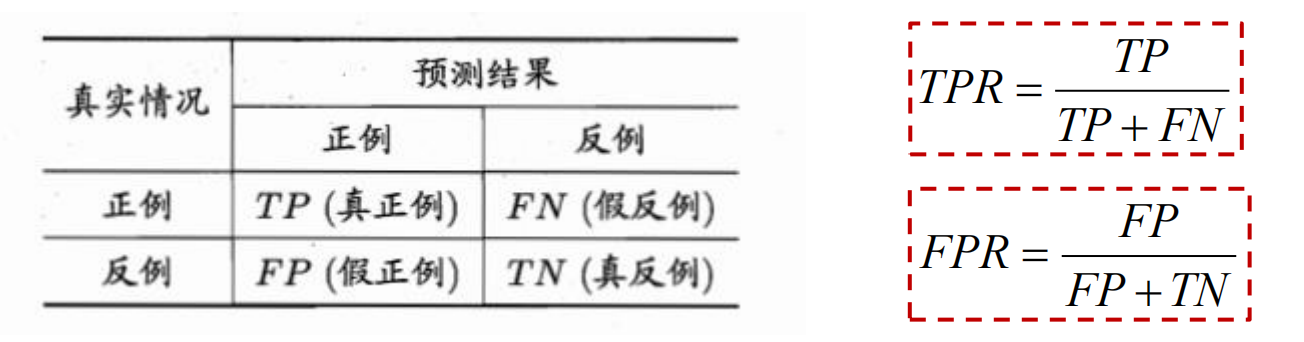 真实情况 预测结果
正例 反例
正例 TP (真正例) FN (假反例)
反例 FP (假正例) TN (真反例)
TPR = TP / (TP + FN)
FPR = FP / (FP + TN)